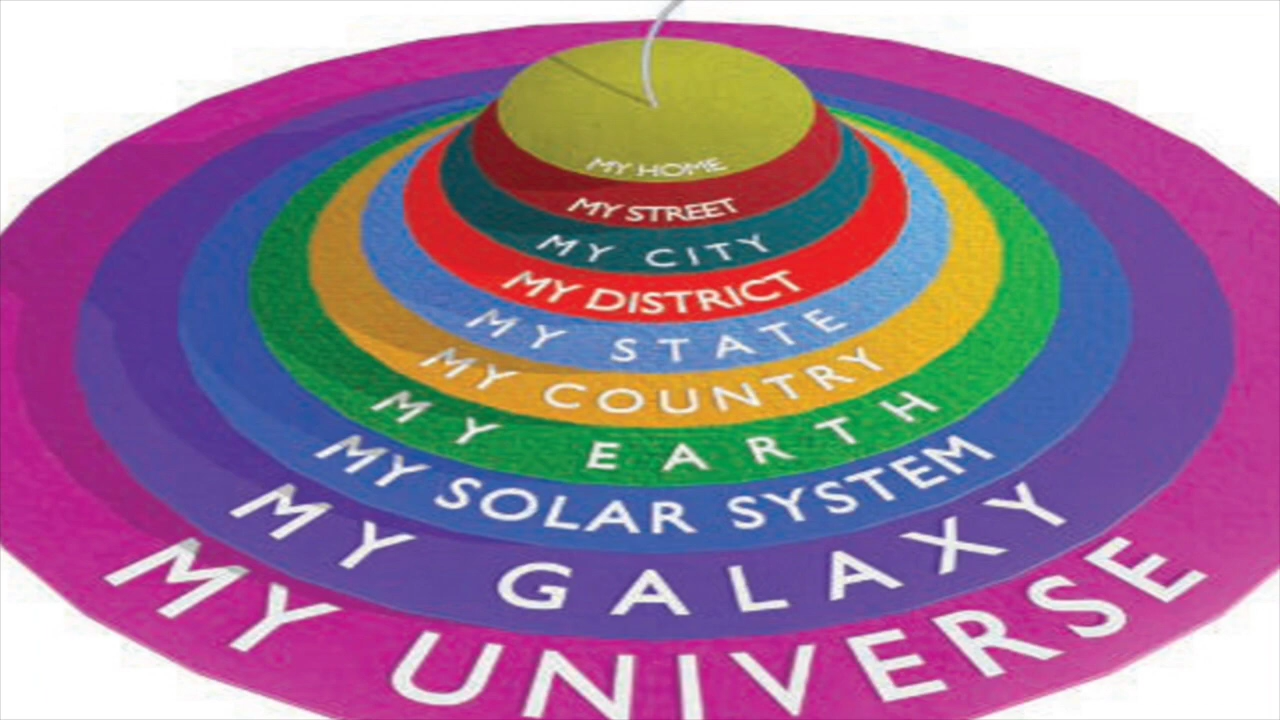 MY HOME
MY STREET
MY CITY
MY DISTRICT
MY STATE
MY COUNTRY
MY EARTH
MY SOLAR SYSTEM
MY GALAXY
MY UNIVERSE